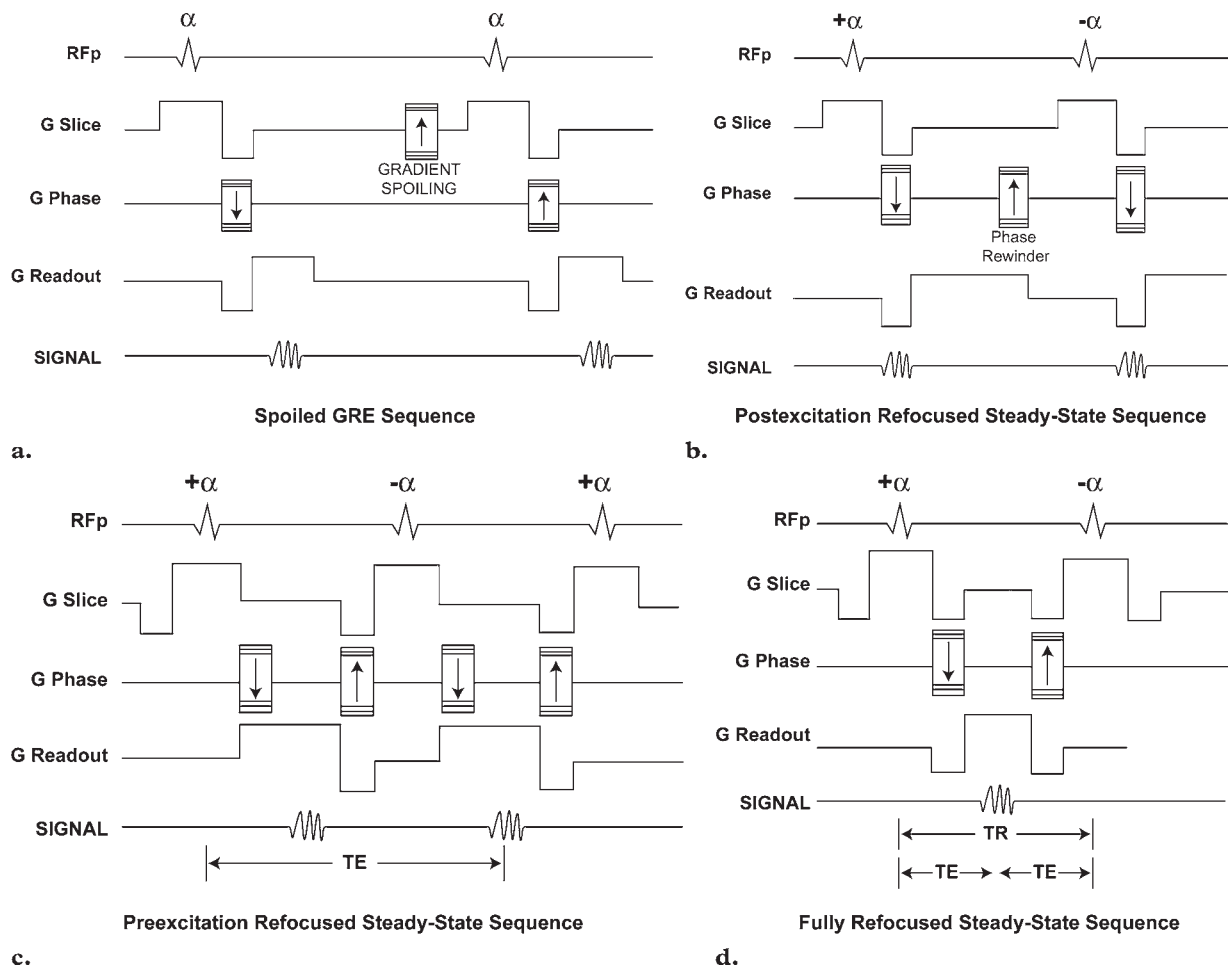 α α
RFp
G Slice
GRADIENT
SPOILING
G Phase
G Readout
SIGNAL
Spoiled GRE Sequence
a.
+α -α
RFp
G Slice
G Phase
Phase
Rewinder
G Readout
SIGNAL
Postexcitation Refocused Steady-State Sequence
b.
+α -α +α
RFp
G Slice
G Phase
G Readout
SIGNAL
TE
Preexcitation Refocused Steady-State Sequence
c.
+α -α
RFp
G Slice
G Phase
G Readout
SIGNAL
TR
TE TE
Fully Refocused Steady-State Sequence
d.